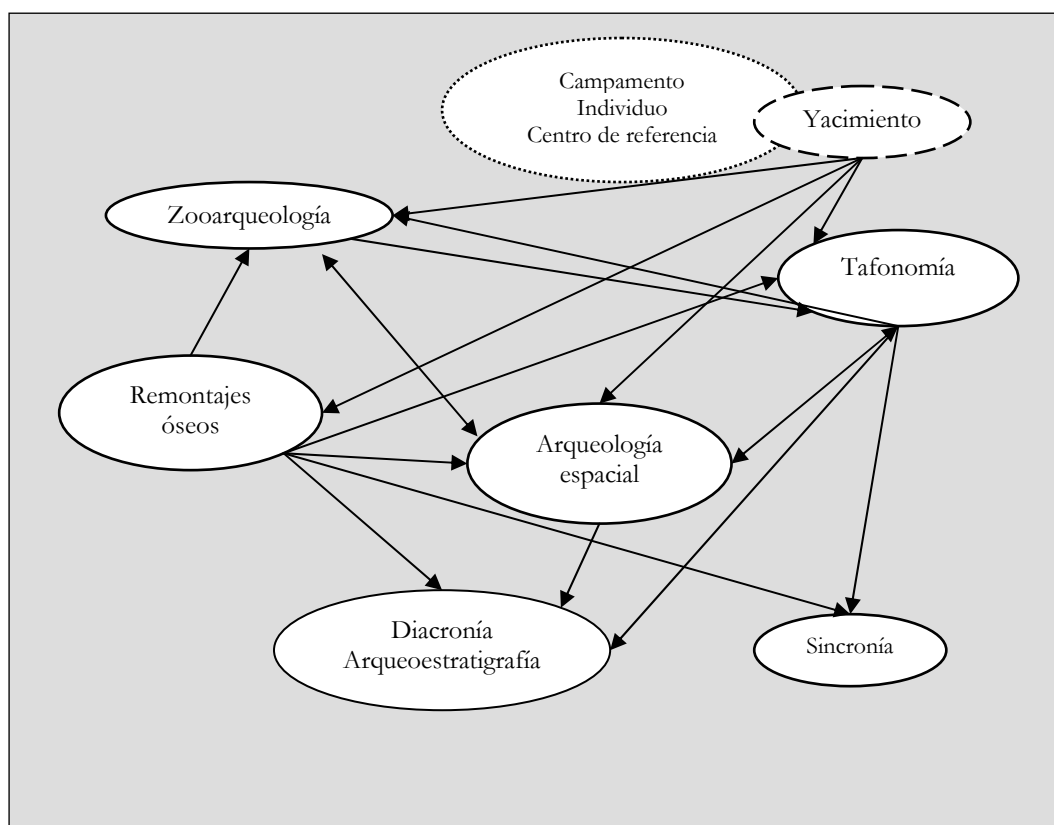 Campamento
Individuo
Centro de referencia
Yacimiento
Zooarqueología
Tafonomía
Remontajes
óseos
Arqueología
espacial
Diacronía
Arqueoestratigrafía
Sincronía